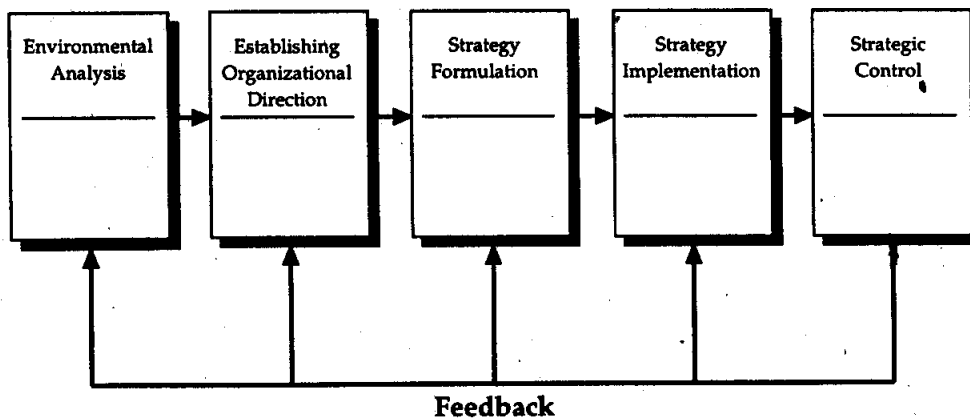 Environmental
Analysis
Establishing
Organizational
Direction
Strategy
Formulation
Strategy
Implementation
Strategic
Control
Feedback